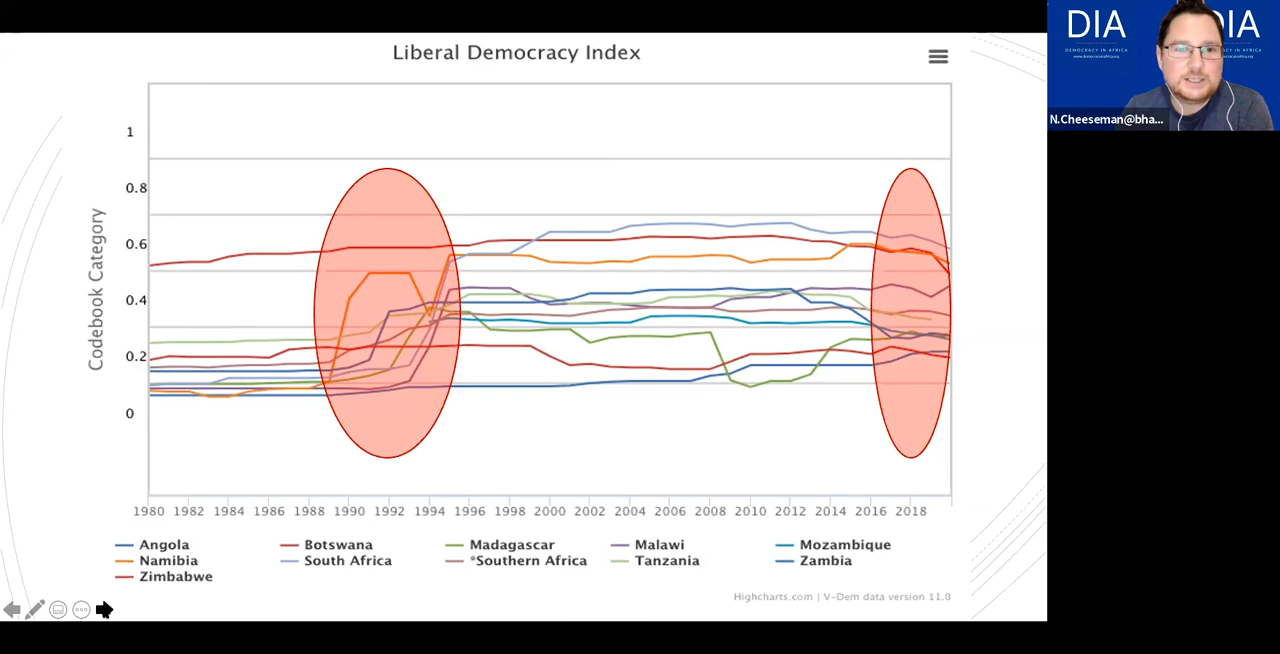 Liberal Democracy Index
DIA
DEMOCRACY IN AFRICA
www.democracyinafrica.org
DIA
N.Cheeseman@bha...
Codebook Category
1
0.8
0.6
0.4
0.2
0
1980 1982 1984 1986 1988 1990 1992 1994 1996 1998 2000 2002 2004 2006 2008 2010 2012 2014 2016 2018
Angola Botswana Madagascar Malawi Mozambique
Namibia South Africa *Southern Africa Tanzania Zambia
Zimbabwe
Highcharts.com | V-Dem data version 11.0